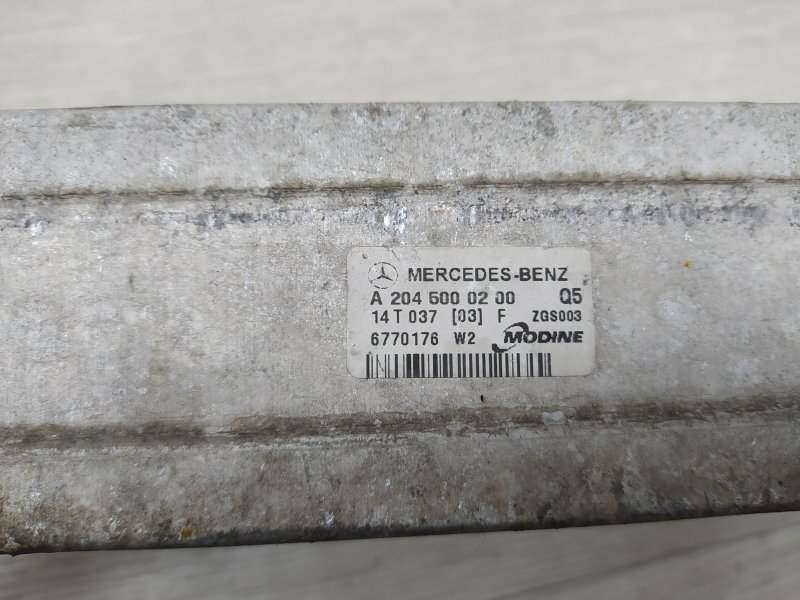 MERCEDES-BENZ
A 204 500 02 00 Q5
14 T 037 [03] F ZGS003
6770176 W2 MODINE